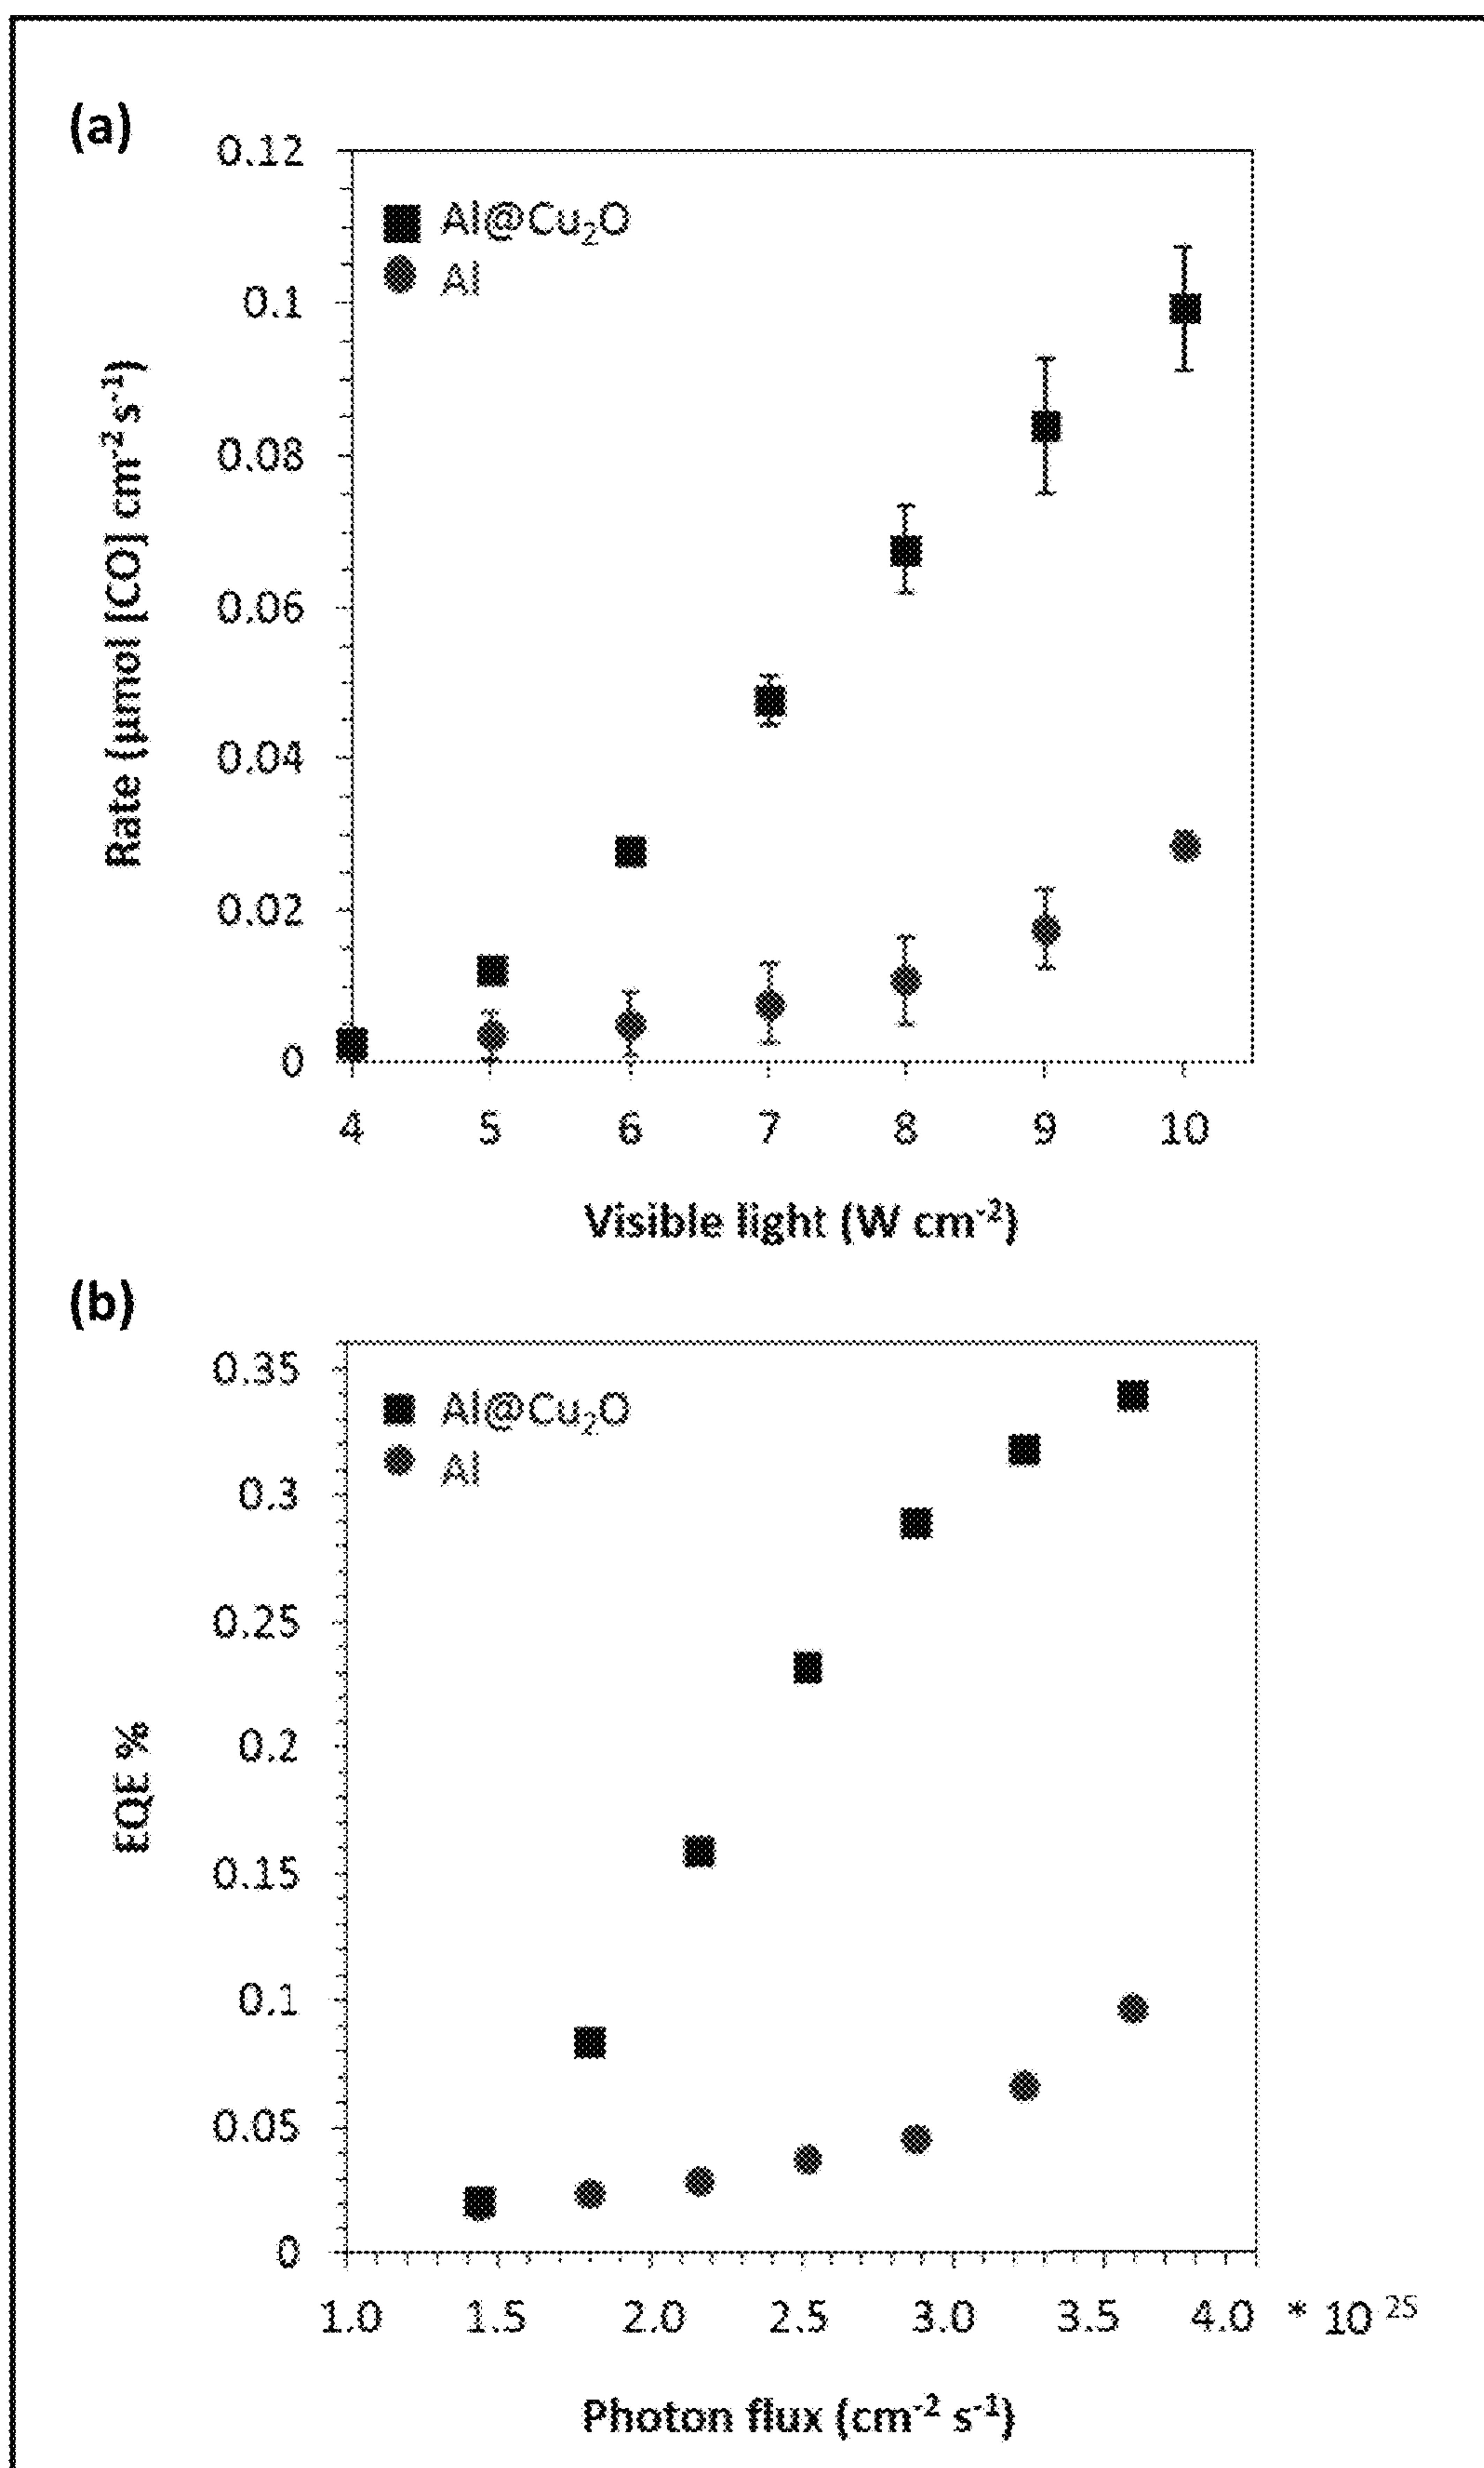 (a)
0.12
0.1
0.08
0.06
0.04
0.02
0
Al@Cu₂O
Al
Rate (μmol [CO] cm⁻² s⁻¹)
4 5 6 7 8 9 10
Visible light (W cm⁻²)
(b)
0.35
0.3
0.25
0.2
0.15
0.1
0.05
0
Al@Cu₂O
Al
EQE %
1.0 1.5 2.0 2.5 3.0 3.5 4.0 * 10²⁵
Photon flux (cm⁻² s⁻¹)